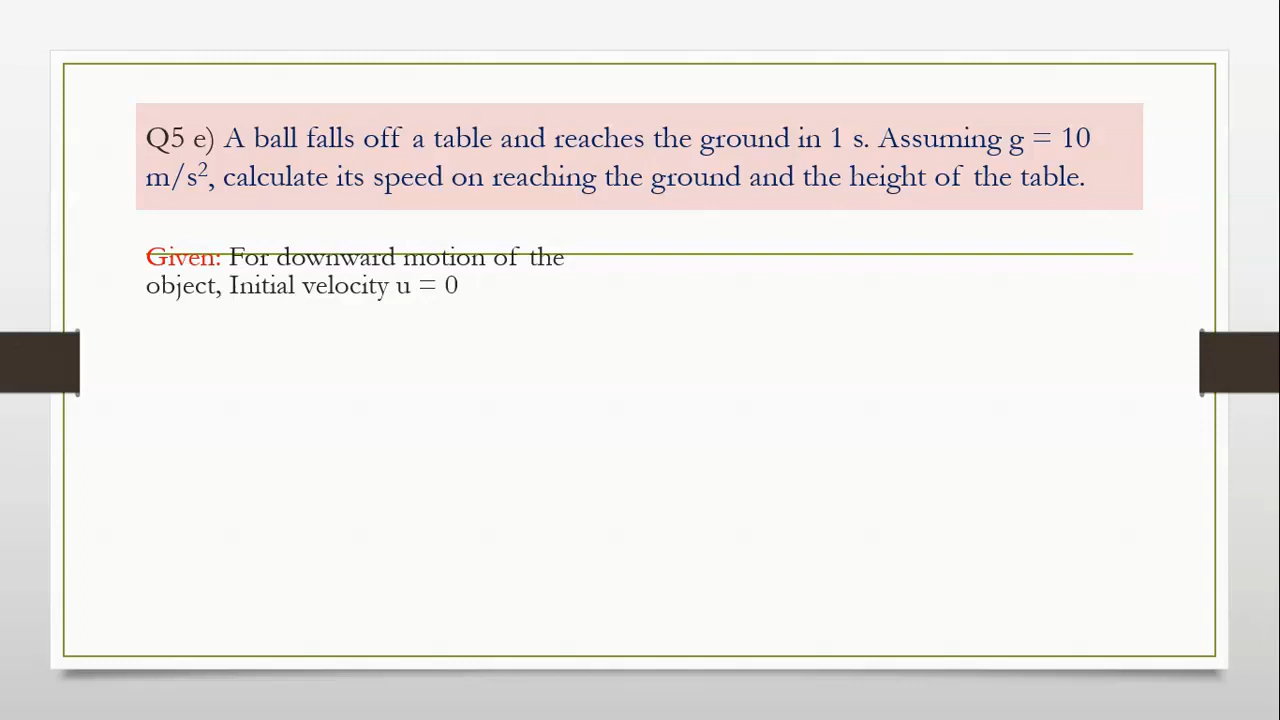 Q5 e) A ball falls off a table and reaches the ground in 1 s. Assuming g = 10
m/s², calculate its speed on reaching the ground and the height of the table.
Given: For downward motion of the
object, Initial velocity u = 0